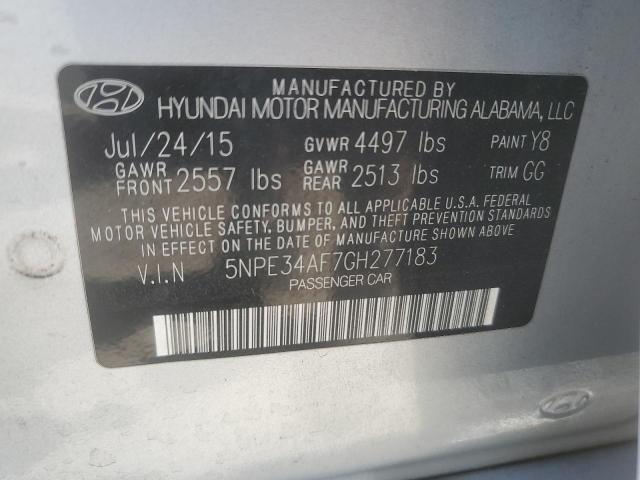 MANUFACTURED BY
HYUNDAI MOTOR MANUFACTURING ALABAMA, LLC
Jul/24/15 GVWR 4497 lbs PAINT Y8
GAWR FRONT 2557 lbs GAWR REAR 2513 lbs TRIM GG
THIS VEHICLE CONFORMS TO ALL APPLICABLE U.S.A. FEDERAL
MOTOR VEHICLE SAFETY, BUMPER, AND THEFT PREVENTION STANDARDS
IN EFFECT ON THE DATE OF MANUFACTURE SHOWN ABOVE.
V.I.N 5NPE34AF7GH277183
PASSENGER CAR